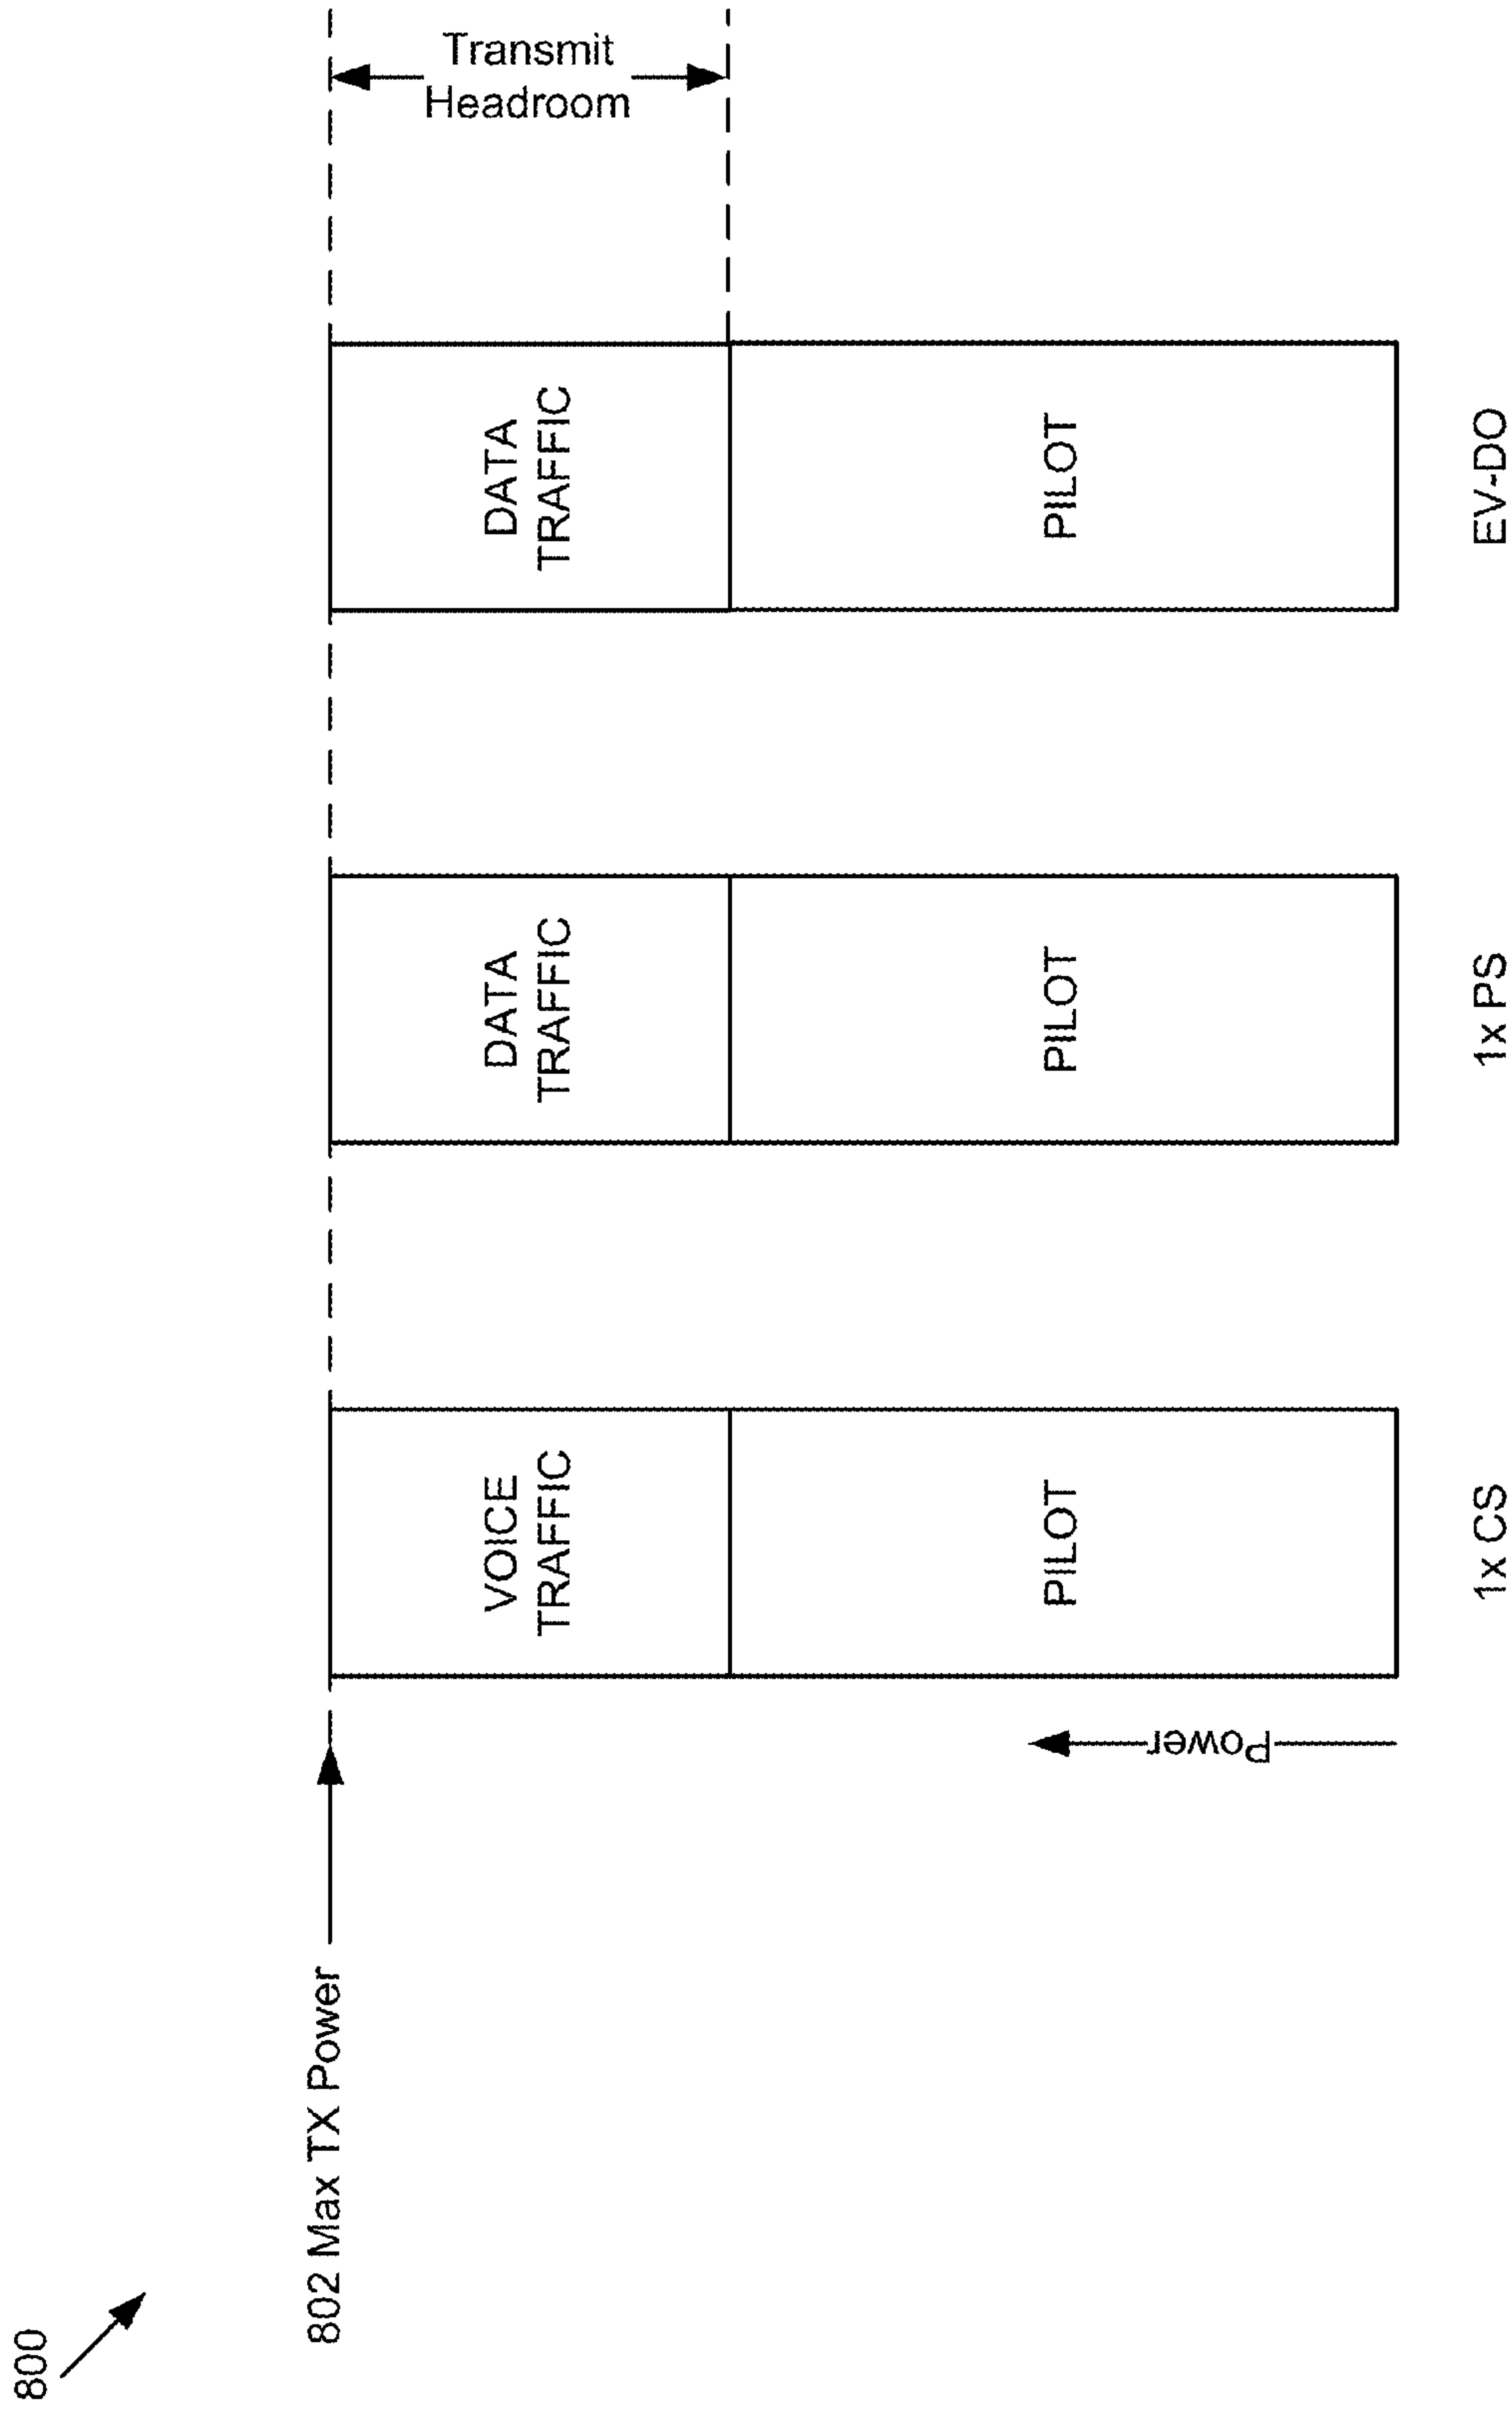 800
802 Max TX Power
Power
VOICE
TRAFFIC
PILOT
1x CS
DATA
TRAFFIC
PILOT
1x PS
DATA
TRAFFIC
PILOT
EV-DO
Transmit
Headroom